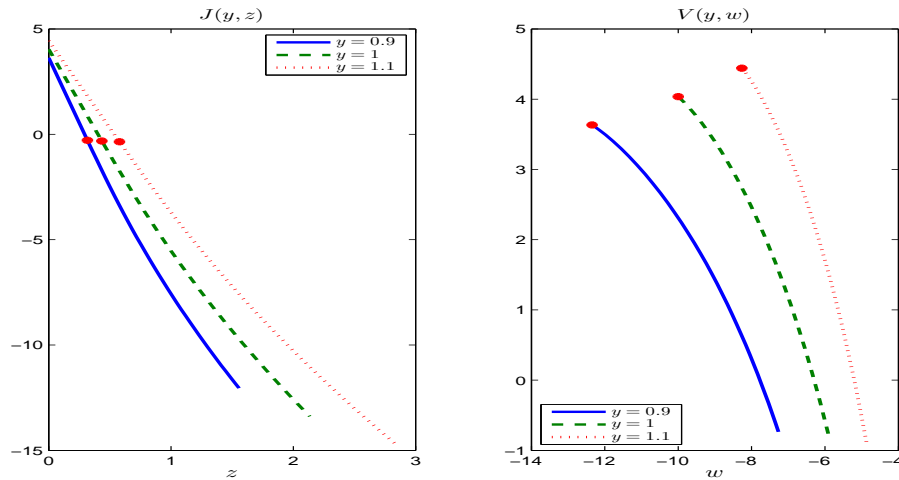 J(y, z)
5
0
−5
−10
−15
0 1 2 3
z
y = 0.9
y = 1
y = 1.1
V(y, w)
5
4
3
2
1
0
−1
−14 −12 −10 −8 −6 −4
w
y = 0.9
y = 1
y = 1.1